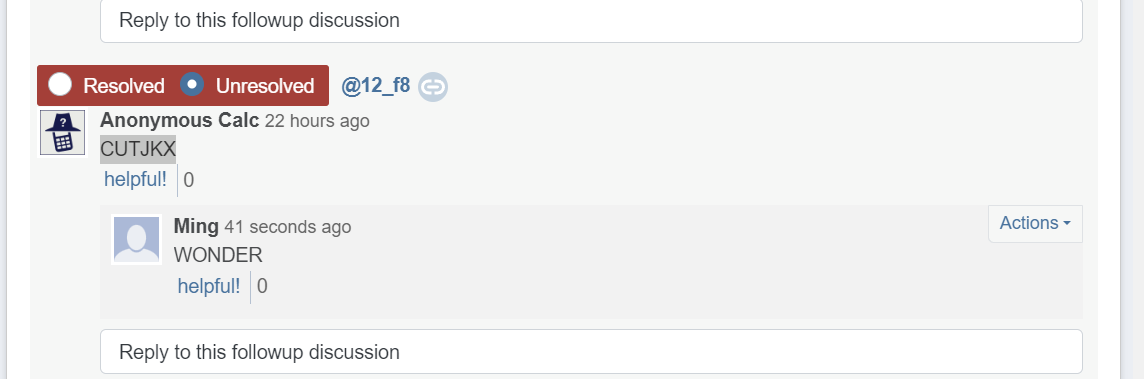 Reply to this followup discussion
Resolved Unresolved @12_f8
Anonymous Calc 22 hours ago
CUTJKX
helpful! 0
Ming 41 seconds ago
Actions
WONDER
helpful! 0
Reply to this followup discussion